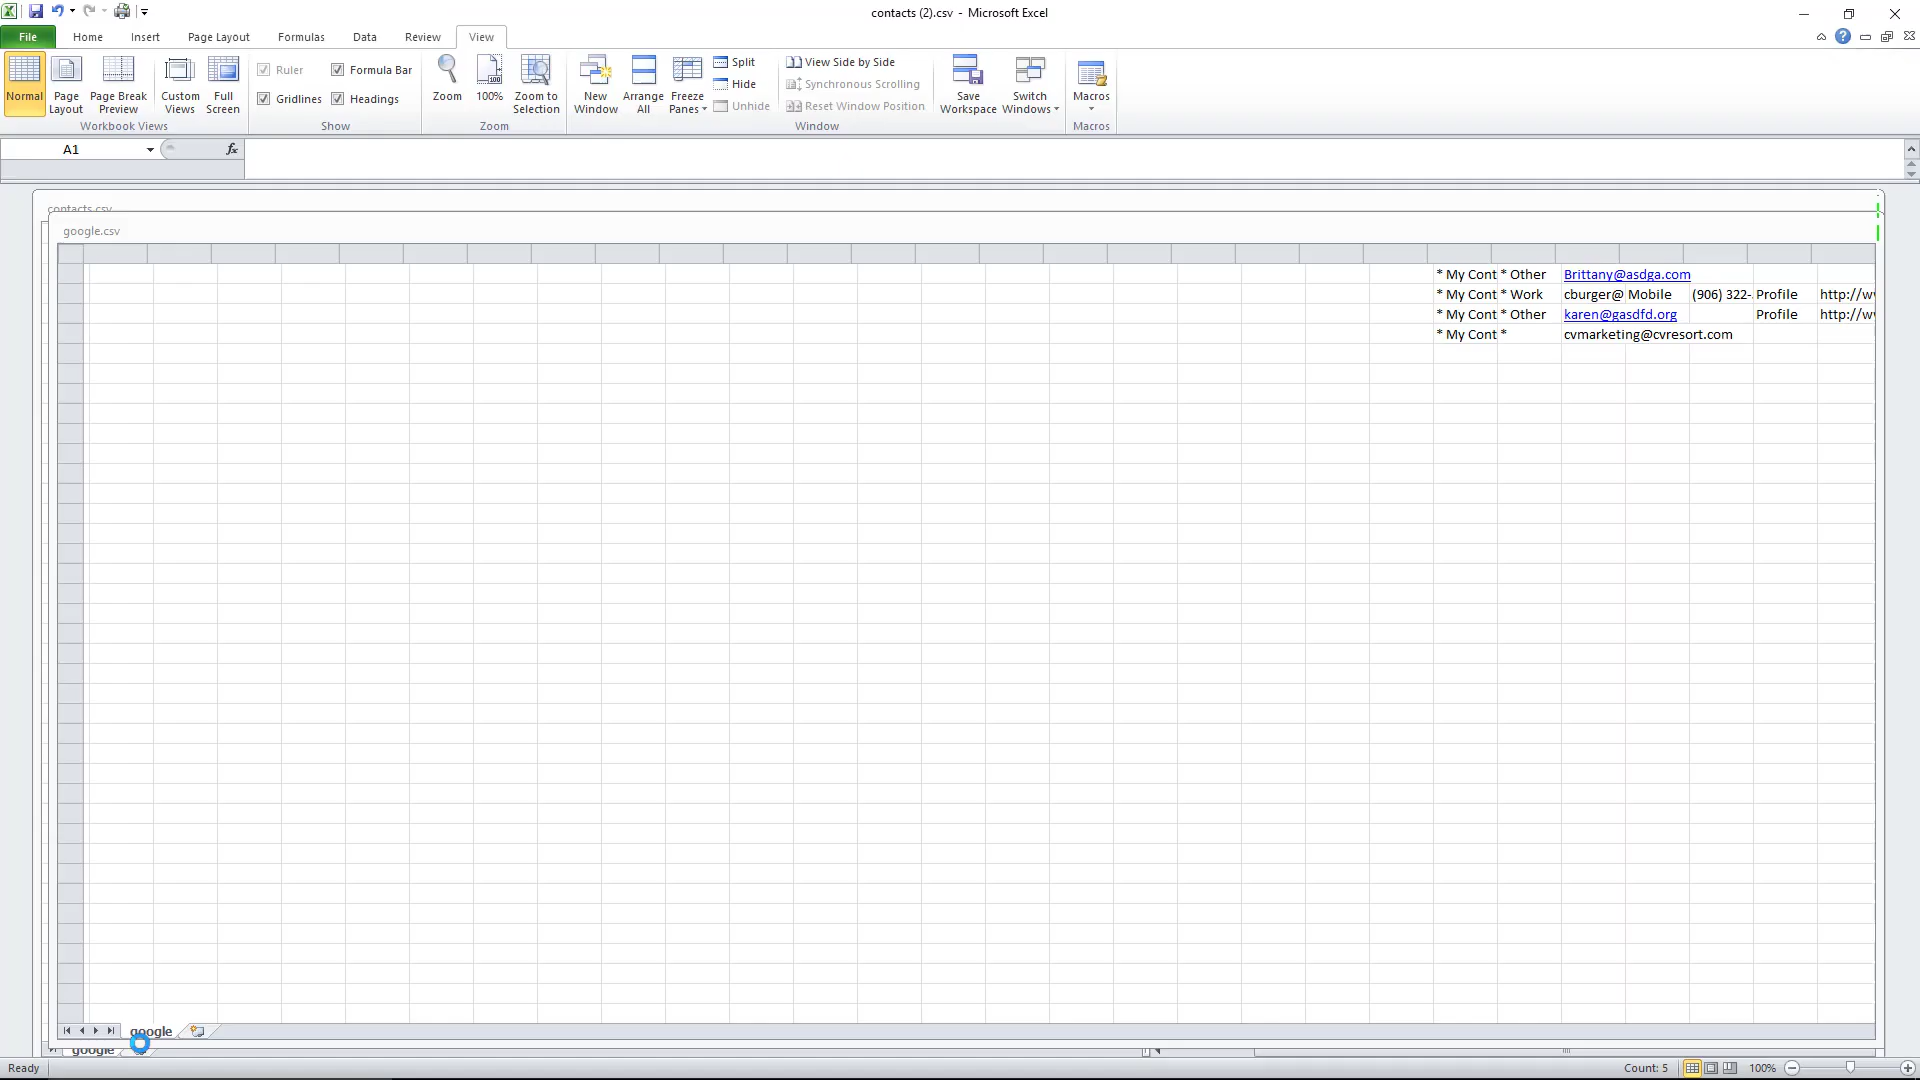 contacts (2).csv - Microsoft Excel
File Home Insert Page Layout Formulas Data Review View
Normal Page Layout Page Break Preview Custom Views Full Screen
Workbook Views
Ruler Formula Bar
Gridlines Headings
Show
Zoom 100% Zoom to Selection
Zoom
New Window Arrange All Freeze Panes
Split
Hide
Unhide
View Side by Side
Synchronous Scrolling
Reset Window Position
Window
Save Workspace Switch Windows
Macros
Macros
A1 fx
contacts.csv
google.csv
* My Cont * Other Brittany@asdga.com
* My Cont * Work cburger@ Mobile (906) 322- Profile http://w
* My Cont * Other karen@gasdfd.org Profile http://w
* My Cont * cvmarketing@cvresort.com
google
google
Ready Count: 5 100%